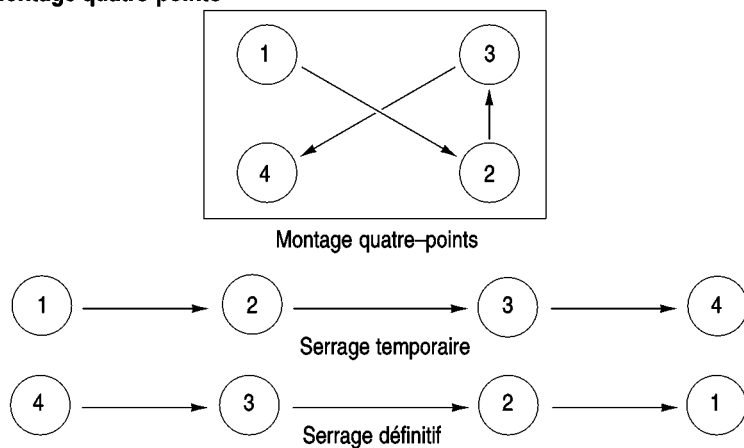 Montage quatre-points
1 3
4 2
Montage quatre–points
1 2 3 4
Serrage temporaire
4 3 2 1
Serrage définitif